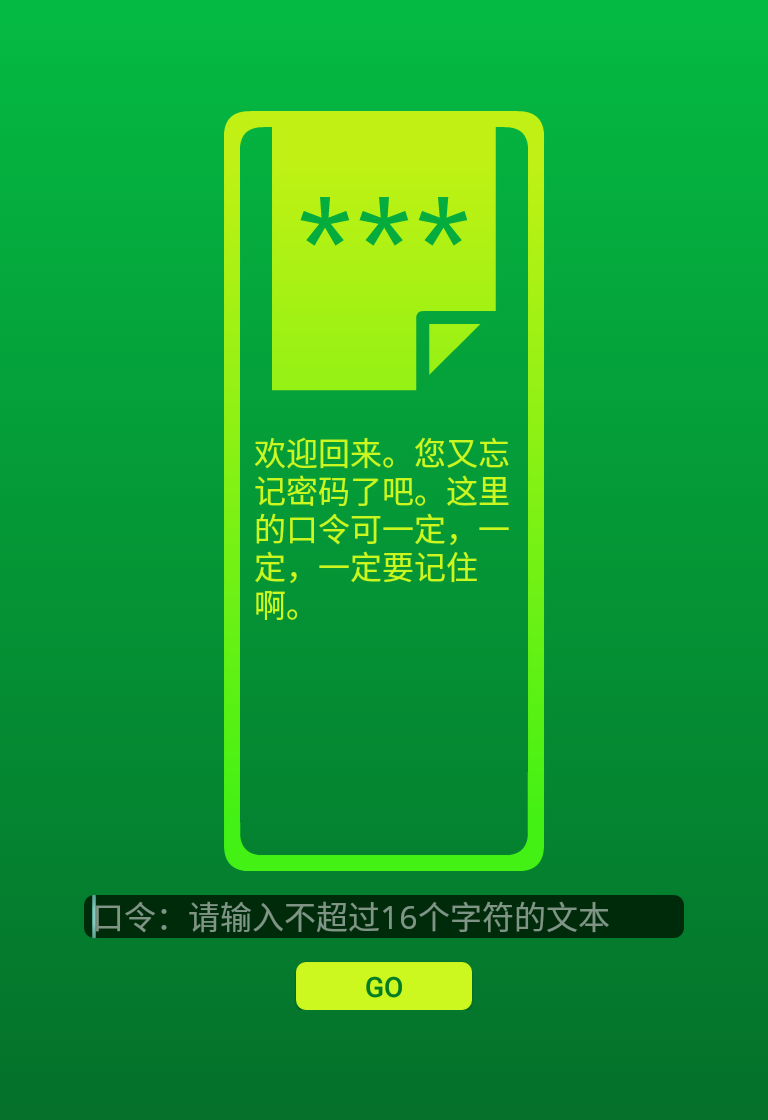 ***
欢迎回来。您又忘
记密码了吧。这里
的口令可一定，一
定，一定要记住
啊。
口令：请输入不超过16个字符的文本
GO